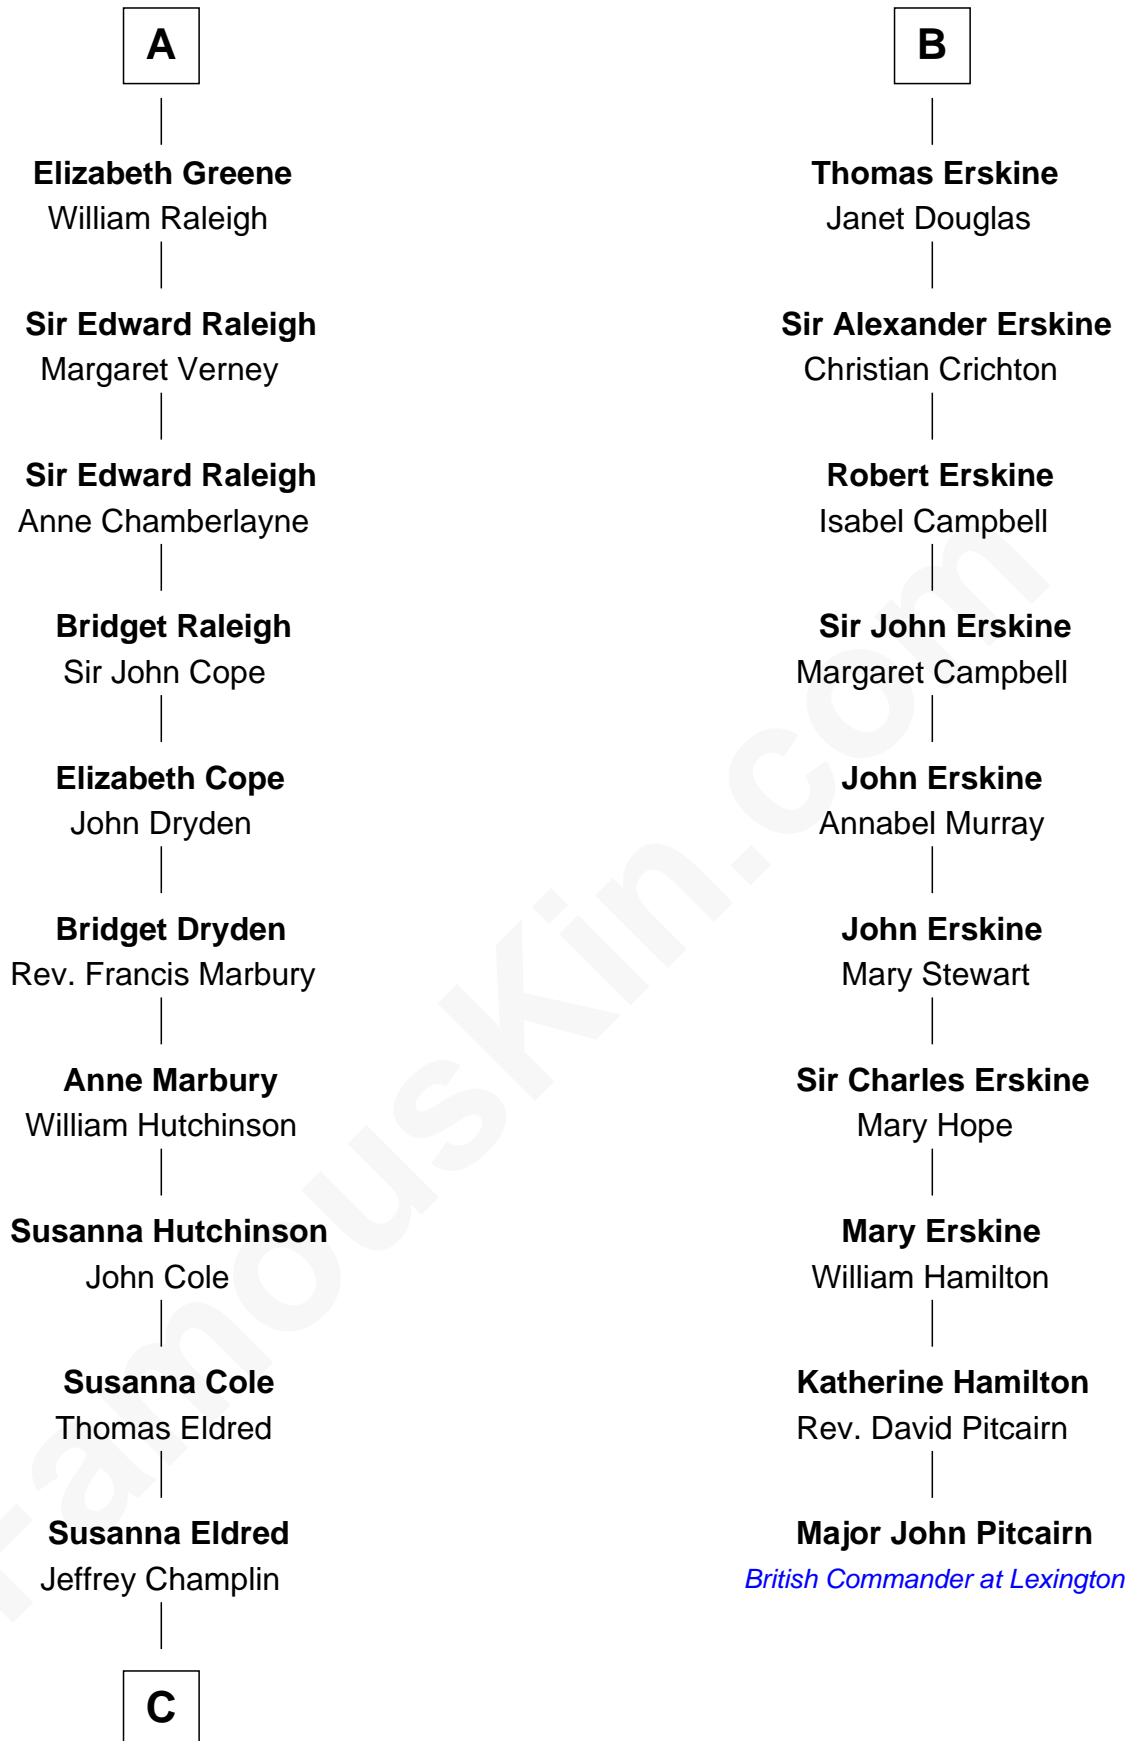 A
Elizabeth Greene
William Raleigh
Sir Edward Raleigh
Margaret Verney
Sir Edward Raleigh
Anne Chamberlayne
Bridget Raleigh
Sir John Cope
Elizabeth Cope
John Dryden
Bridget Dryden
Rev. Francis Marbury
Anne Marbury
William Hutchinson
Susanna Hutchinson
John Cole
Susanna Cole
Thomas Eldred
Susanna Eldred
Jeffrey Champlin
C
B
Thomas Erskine
Janet Douglas
Sir Alexander Erskine
Christian Crichton
Robert Erskine
Isabel Campbell
Sir John Erskine
Margaret Campbell
John Erskine
Annabel Murray
John Erskine
Mary Stewart
Sir Charles Erskine
Mary Hope
Mary Erskine
William Hamilton
Katherine Hamilton
Rev. David Pitcairn
Major John Pitcairn
British Commander at Lexington
FamousKin.com